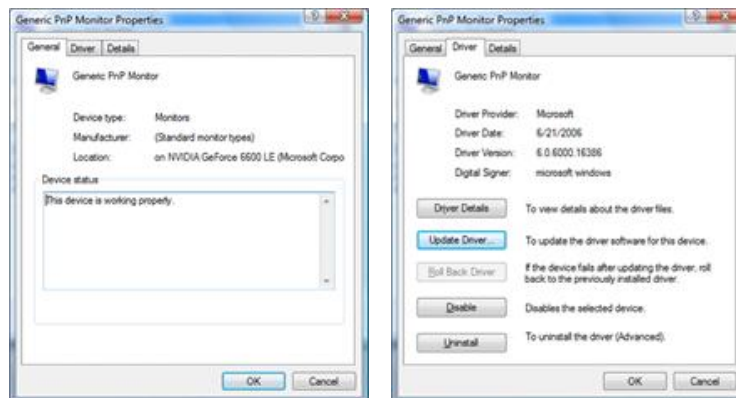 Generic PnP Monitor Properties
General Driver Details
Generic PnP Monitor
Device type: Monitors
Manufacturer: (Standard monitor types)
Location: on NVIDIA GeForce 6600 LE (Microsoft Corpo
Device status
This device is working properly.
OK Cancel
Generic PnP Monitor Properties
General Driver Details
Generic PnP Monitor
Driver Provider: Microsoft
Driver Date: 6/21/2006
Driver Version: 6.0.6000.16386
Digital Signer: microsoft windows
Driver Details To view details about the driver files.
Update Driver... To update the driver software for this device.
Roll Back Driver If the device fails after updating the driver, roll
back to the previously installed driver.
Disable Disables the selected device.
Uninstall To uninstall the driver (Advanced).
OK Cancel